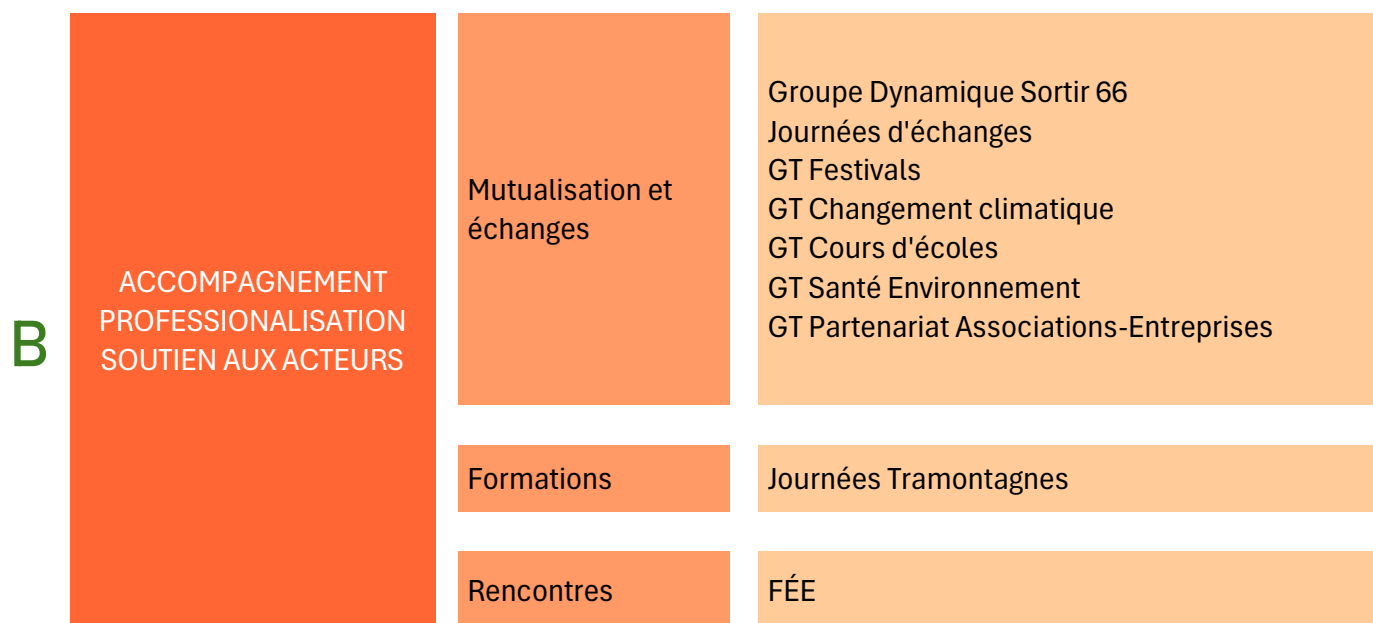 B
ACCOMPAGNEMENT
PROFESSIONALISATION
SOUTIEN AUX ACTEURS
Mutualisation et
échanges
Groupe Dynamique Sortir 66
Journées d'échanges
GT Festivals
GT Changement climatique
GT Cours d'écoles
GT Santé Environnement
GT Partenariat Associations-Entreprises
Formations
Journées Tramontagnes
Rencontres
FÉE